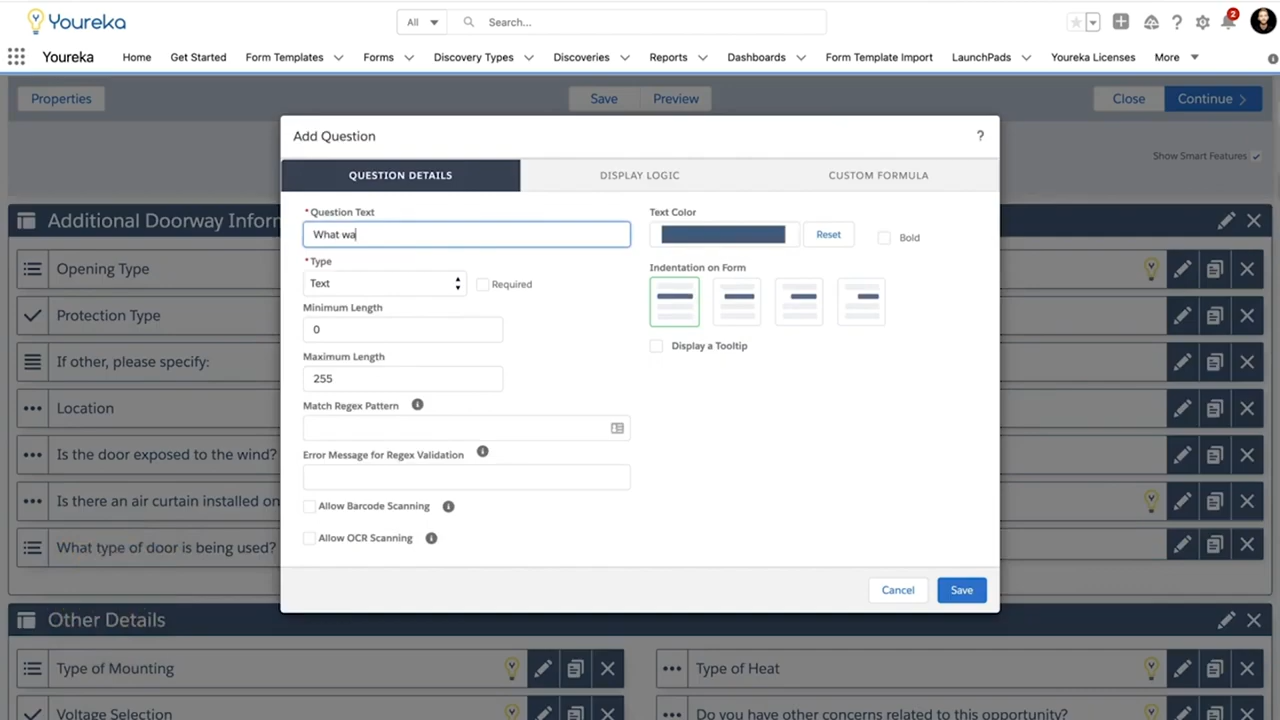 Youreka
All
Search...
2
Youreka
Home
Get Started
Form Templates
Forms
Discovery Types
Discoveries
Reports
Dashboards
Form Template Import
LaunchPads
Youreka Licenses
More
Properties
Save
Preview
Close
Continue
Show Smart Features
Add Question
?
QUESTION DETAILS
DISPLAY LOGIC
CUSTOM FORMULA
* Question Text
What wa
* Type
Text
Required
Minimum Length
0
Maximum Length
255
Match Regex Pattern
Error Message for Regex Validation
Allow Barcode Scanning
Allow OCR Scanning
Text Color
Reset
Bold
Indentation on Form
Display a Tooltip
Cancel
Save
Additional Doorway Infor
Opening Type
Protection Type
If other, please specify:
Location
Is the door exposed to the wind?
Is there an air curtain installed on
What type of door is being used?
Other Details
Type of Mounting
Type of Heat
Voltage Selection
Do you have other concerns related to this opportunity?